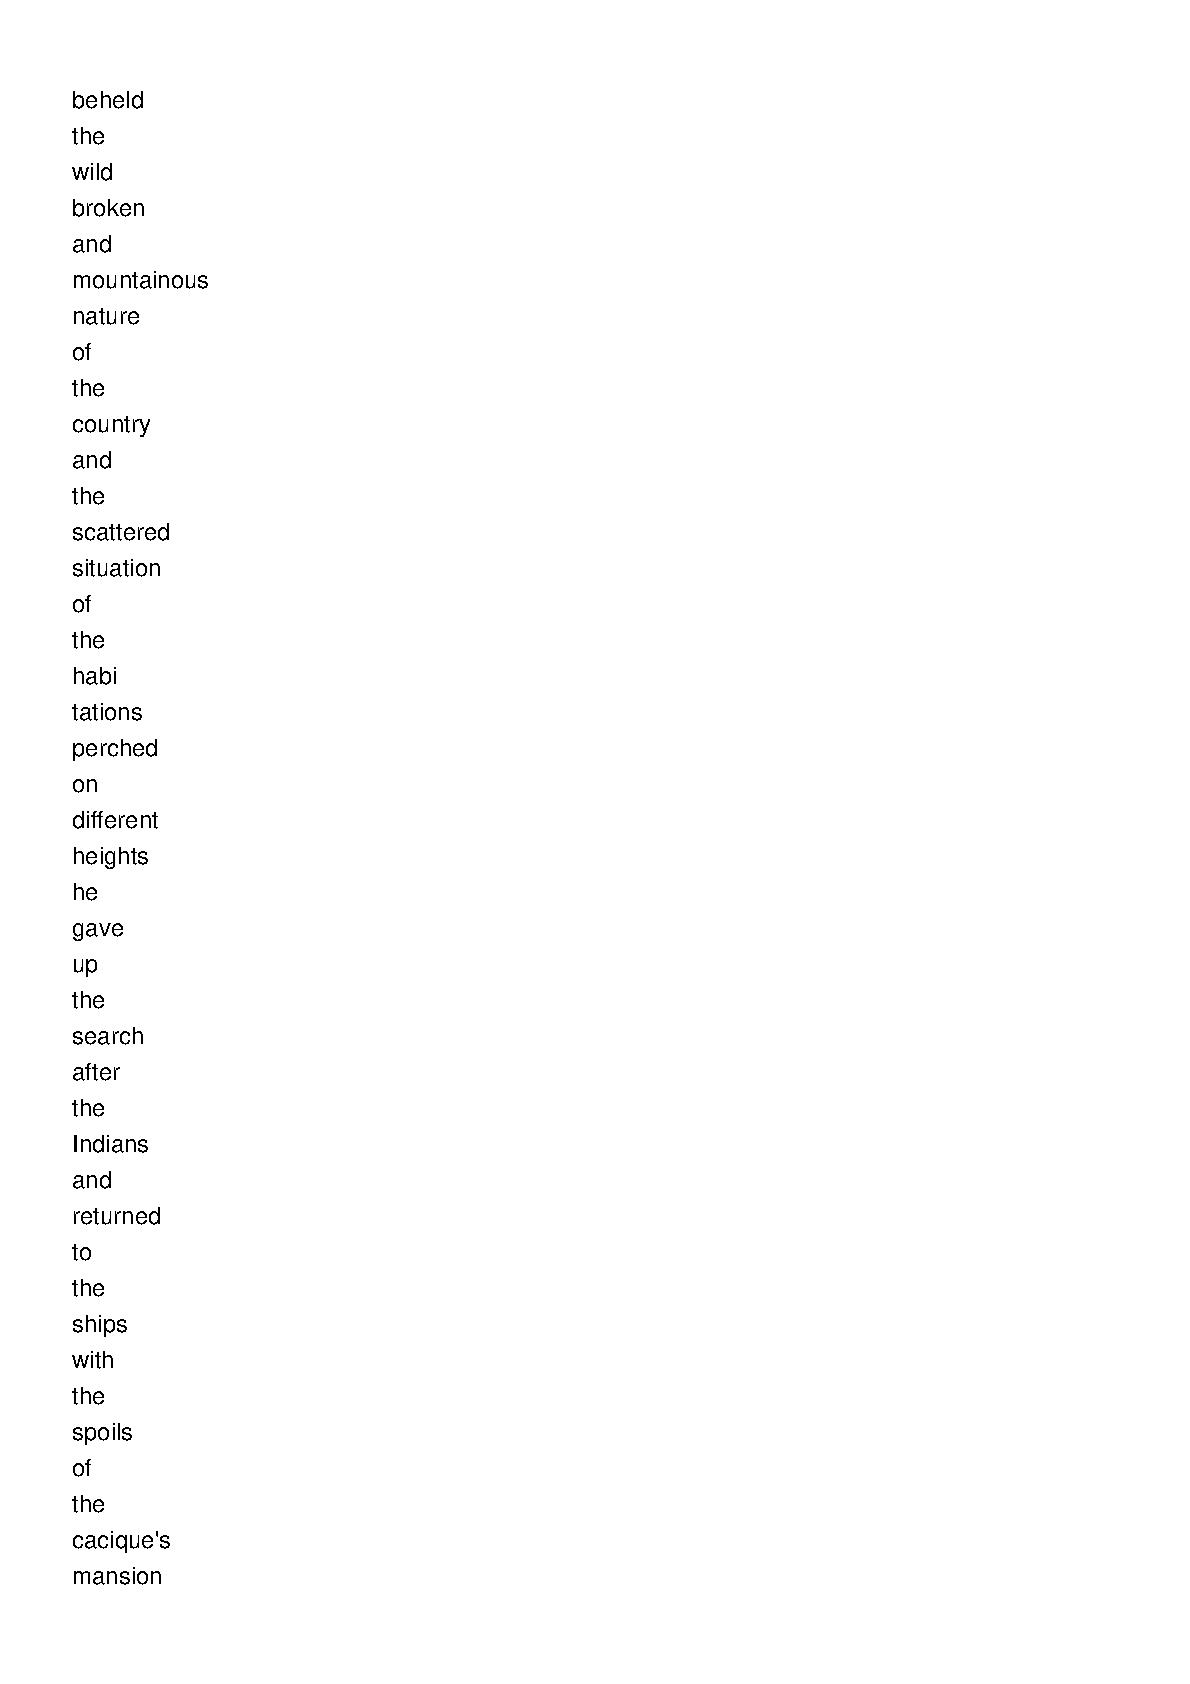 beheld
the
wild
broken
and
mountainous
nature
of
the
country
and
the
scattered
situation
of
the
habi
tations
perched
on
different
heights
he
gave
up
the
search
after
the
Indians
and
returned
to
the
ships
with
the
spoils
of
the
cacique's
mansion